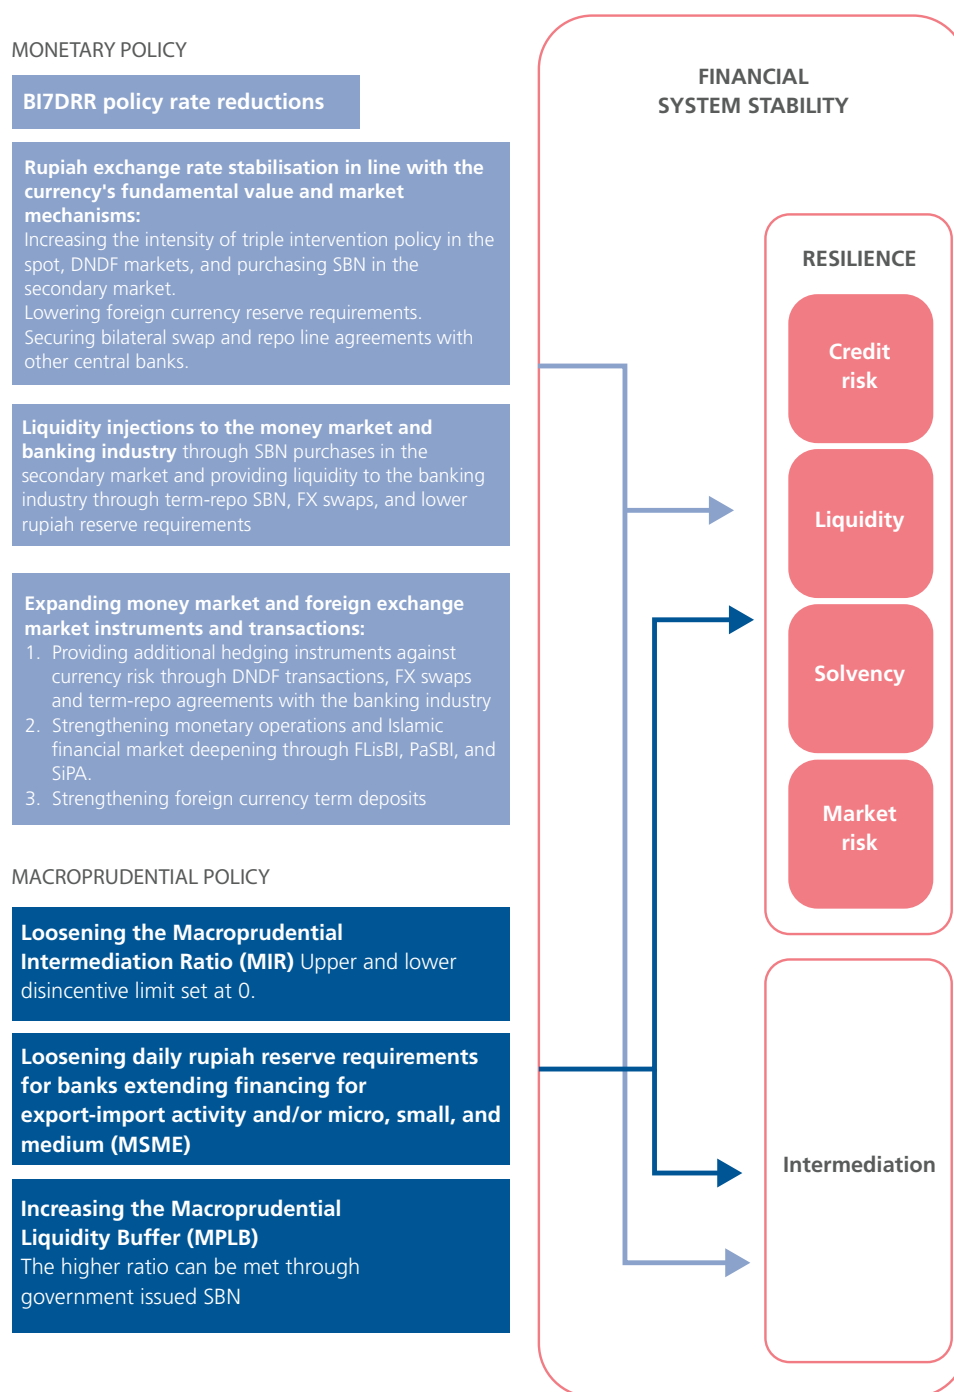 MONETARY POLICY
BI7DRR policy rate reductions
Rupiah exchange rate stabilisation in line with the
currency's fundamental value and market
mechanisms:
Increasing the intensity of triple intervention policy in the
spot, DNDF markets, and purchasing SBN in the
secondary market.
Lowering foreign currency reserve requirements.
Securing bilateral swap and repo line agreements with
other central banks.
Liquidity injections to the money market and
banking industry through SBN purchases in the
secondary market and providing liquidity to the banking
industry through term-repo SBN, FX swaps, and lower
rupiah reserve requirements
Expanding money market and foreign exchange
market instruments and transactions:
1. Providing additional hedging instruments against
currency risk through DNDF transactions, FX swaps
and term-repo agreements with the banking industry
2. Strengthening monetary operations and Islamic
financial market deepening through FLisBI, PaSBI, and
SiPA.
3. Strengthening foreign currency term deposits
MACROPRUDENTIAL POLICY
Loosening the Macroprudential
Intermediation Ratio (MIR) Upper and lower
disincentive limit set at 0.
Loosening daily rupiah reserve requirements
for banks extending financing for
export-import activity and/or micro, small, and
medium (MSME)
Increasing the Macroprudential
Liquidity Buffer (MPLB)
The higher ratio can be met through
government issued SBN
FINANCIAL
SYSTEM STABILITY
RESILIENCE
Credit
risk
Liquidity
Solvency
Market
risk
Intermediation